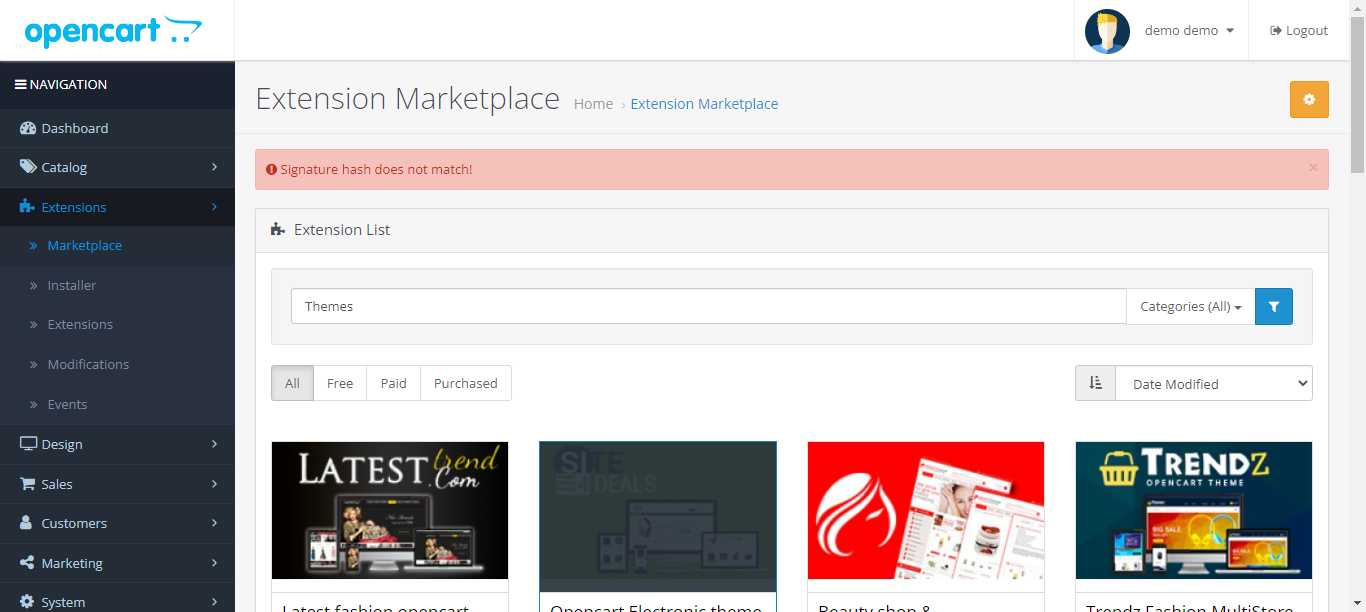 opencart
demo demo
Logout
NAVIGATION
Dashboard
Catalog
Extensions
Marketplace
Installer
Extensions
Modifications
Events
Design
Sales
Customers
Marketing
System
Extension Marketplace
Home › Extension Marketplace
Signature hash does not match!
×
Extension List
Themes
Categories (All)
All
Free
Paid
Purchased
Date Modified
LATEST trend
.Com
SITE
4DEALS
TRENDZ
OPENCART THEME
BIG SALE
BIG SALE
Latest fashion opencart
Opencart Electronic theme
Beauty shop &
Trendz Fashion MultiStore